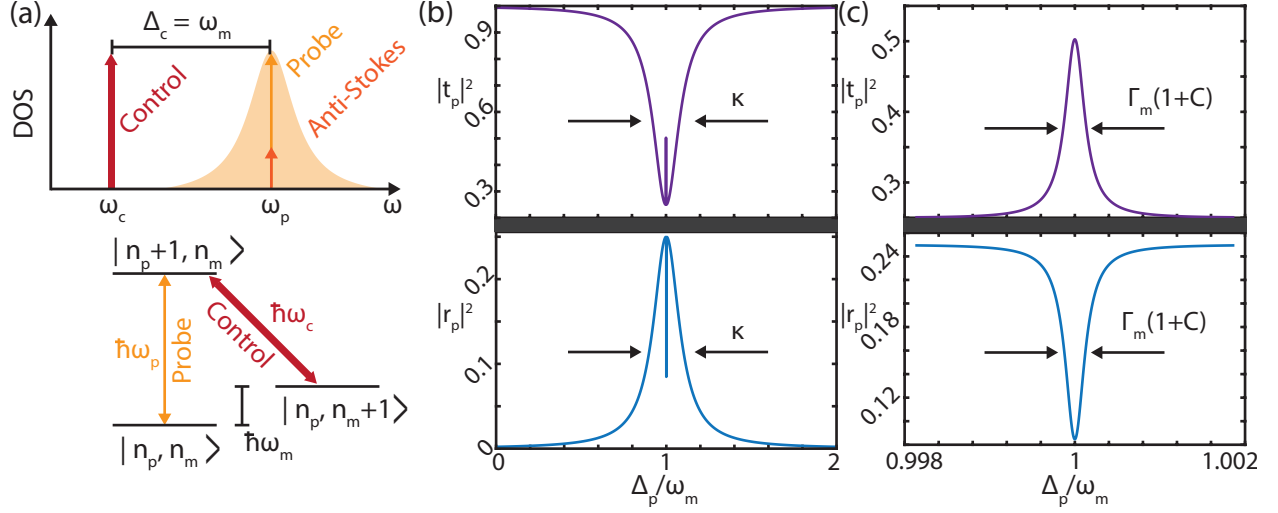 (a)
Δc = ωm
DOS
Control
Probe
Anti-Stokes
ωc
ωp
ω
| np+1, nm⟩
ħωp
Probe
Control
ħωc
| np, nm+1⟩
| np, nm⟩
ħωm
(b)
|tp|²
0.9
0.6
0.3
κ
|rp|²
0.2
0.1
0
κ
0
1
2
Δp/ωm
(c)
|tp|²
0.5
0.4
0.3
Γm(1+C)
|rp|²
0.24
0.18
0.12
Γm(1+C)
0.998
1
1.002
Δp/ωm